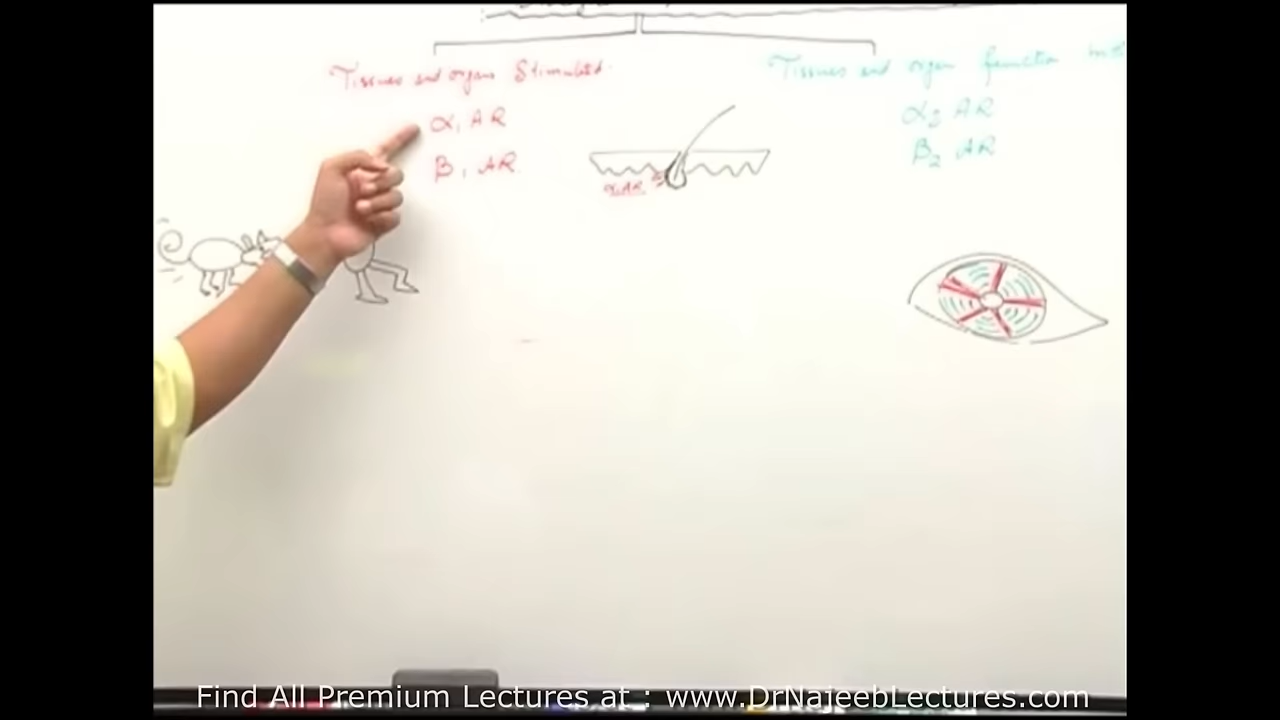 Tissues and organs Stimulated
α₁ AR
β₁ AR
α₁AR
Tissues and organ function
α₂ AR
β₂ AR
Find All Premium Lectures at : www.DrNajeebLectures.com